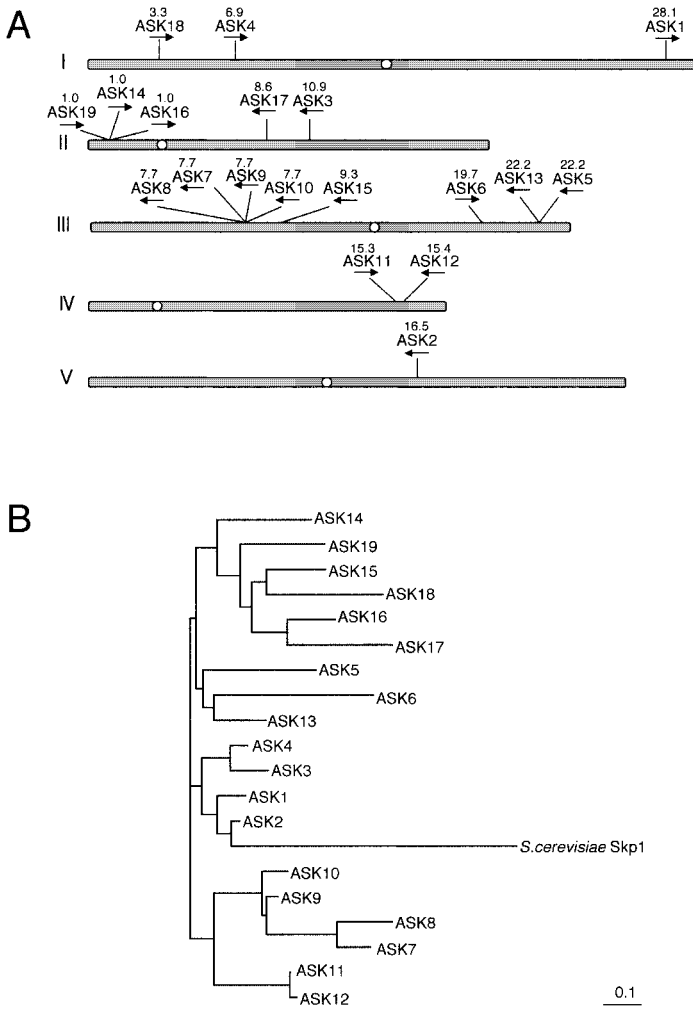 A
3.3
ASK18
6.9
ASK4
28.1
ASK1
I
1.0
ASK19
1.0
ASK14
1.0
ASK16
8.6
ASK17
10.9
ASK3
II
7.7
ASK8
7.7
ASK7
7.7
ASK9
7.7
ASK10
9.3
ASK15
19.7
ASK6
22.2
ASK13
22.2
ASK5
III
15.3
ASK11
15.4
ASK12
IV
16.5
ASK2
V
B
ASK14
ASK19
ASK15
ASK18
ASK16
ASK17
ASK5
ASK6
ASK13
ASK4
ASK3
ASK1
ASK2
S.cerevisiae Skp1
ASK10
ASK9
ASK8
ASK7
ASK11
ASK12
0.1